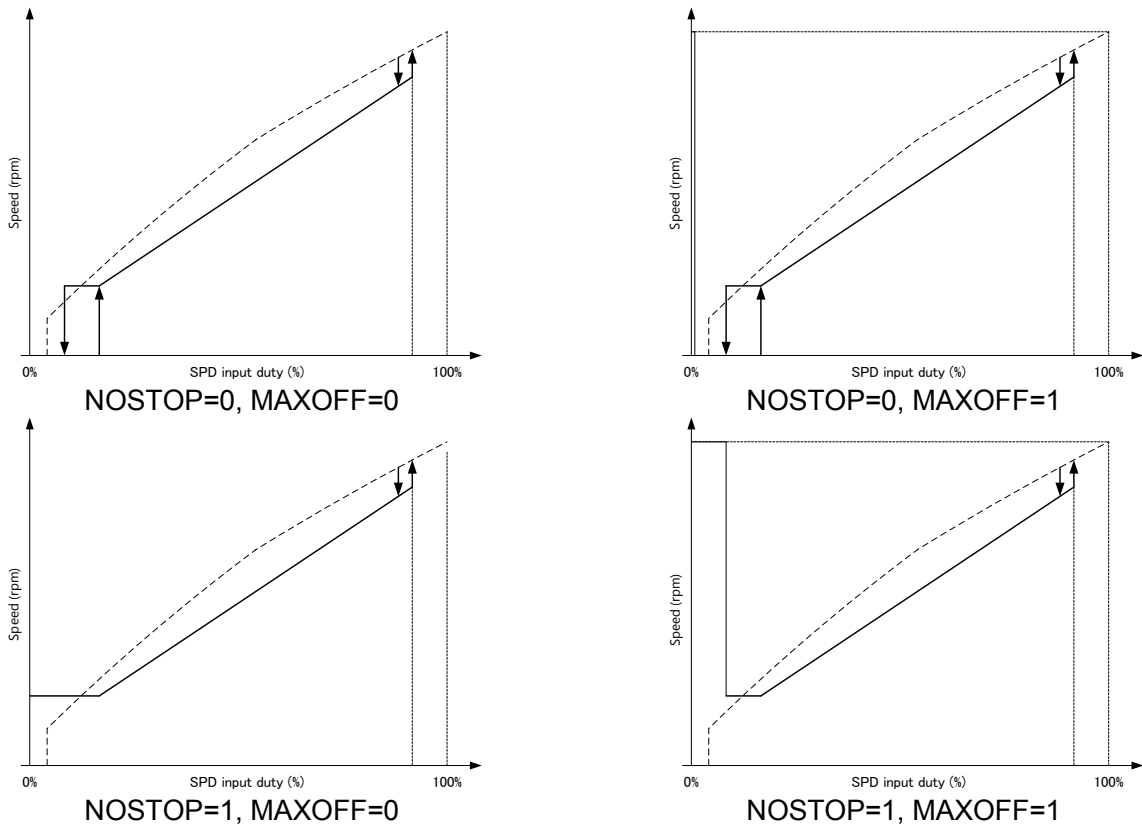 Speed (rpm)
0%
SPD input duty (%)
100%
NOSTOP=0, MAXOFF=0
Speed (rpm)
0%
SPD input duty (%)
100%
NOSTOP=0, MAXOFF=1
Speed (rpm)
0%
SPD input duty (%)
100%
NOSTOP=1, MAXOFF=0
Speed (rpm)
0%
SPD input duty (%)
100%
NOSTOP=1, MAXOFF=1